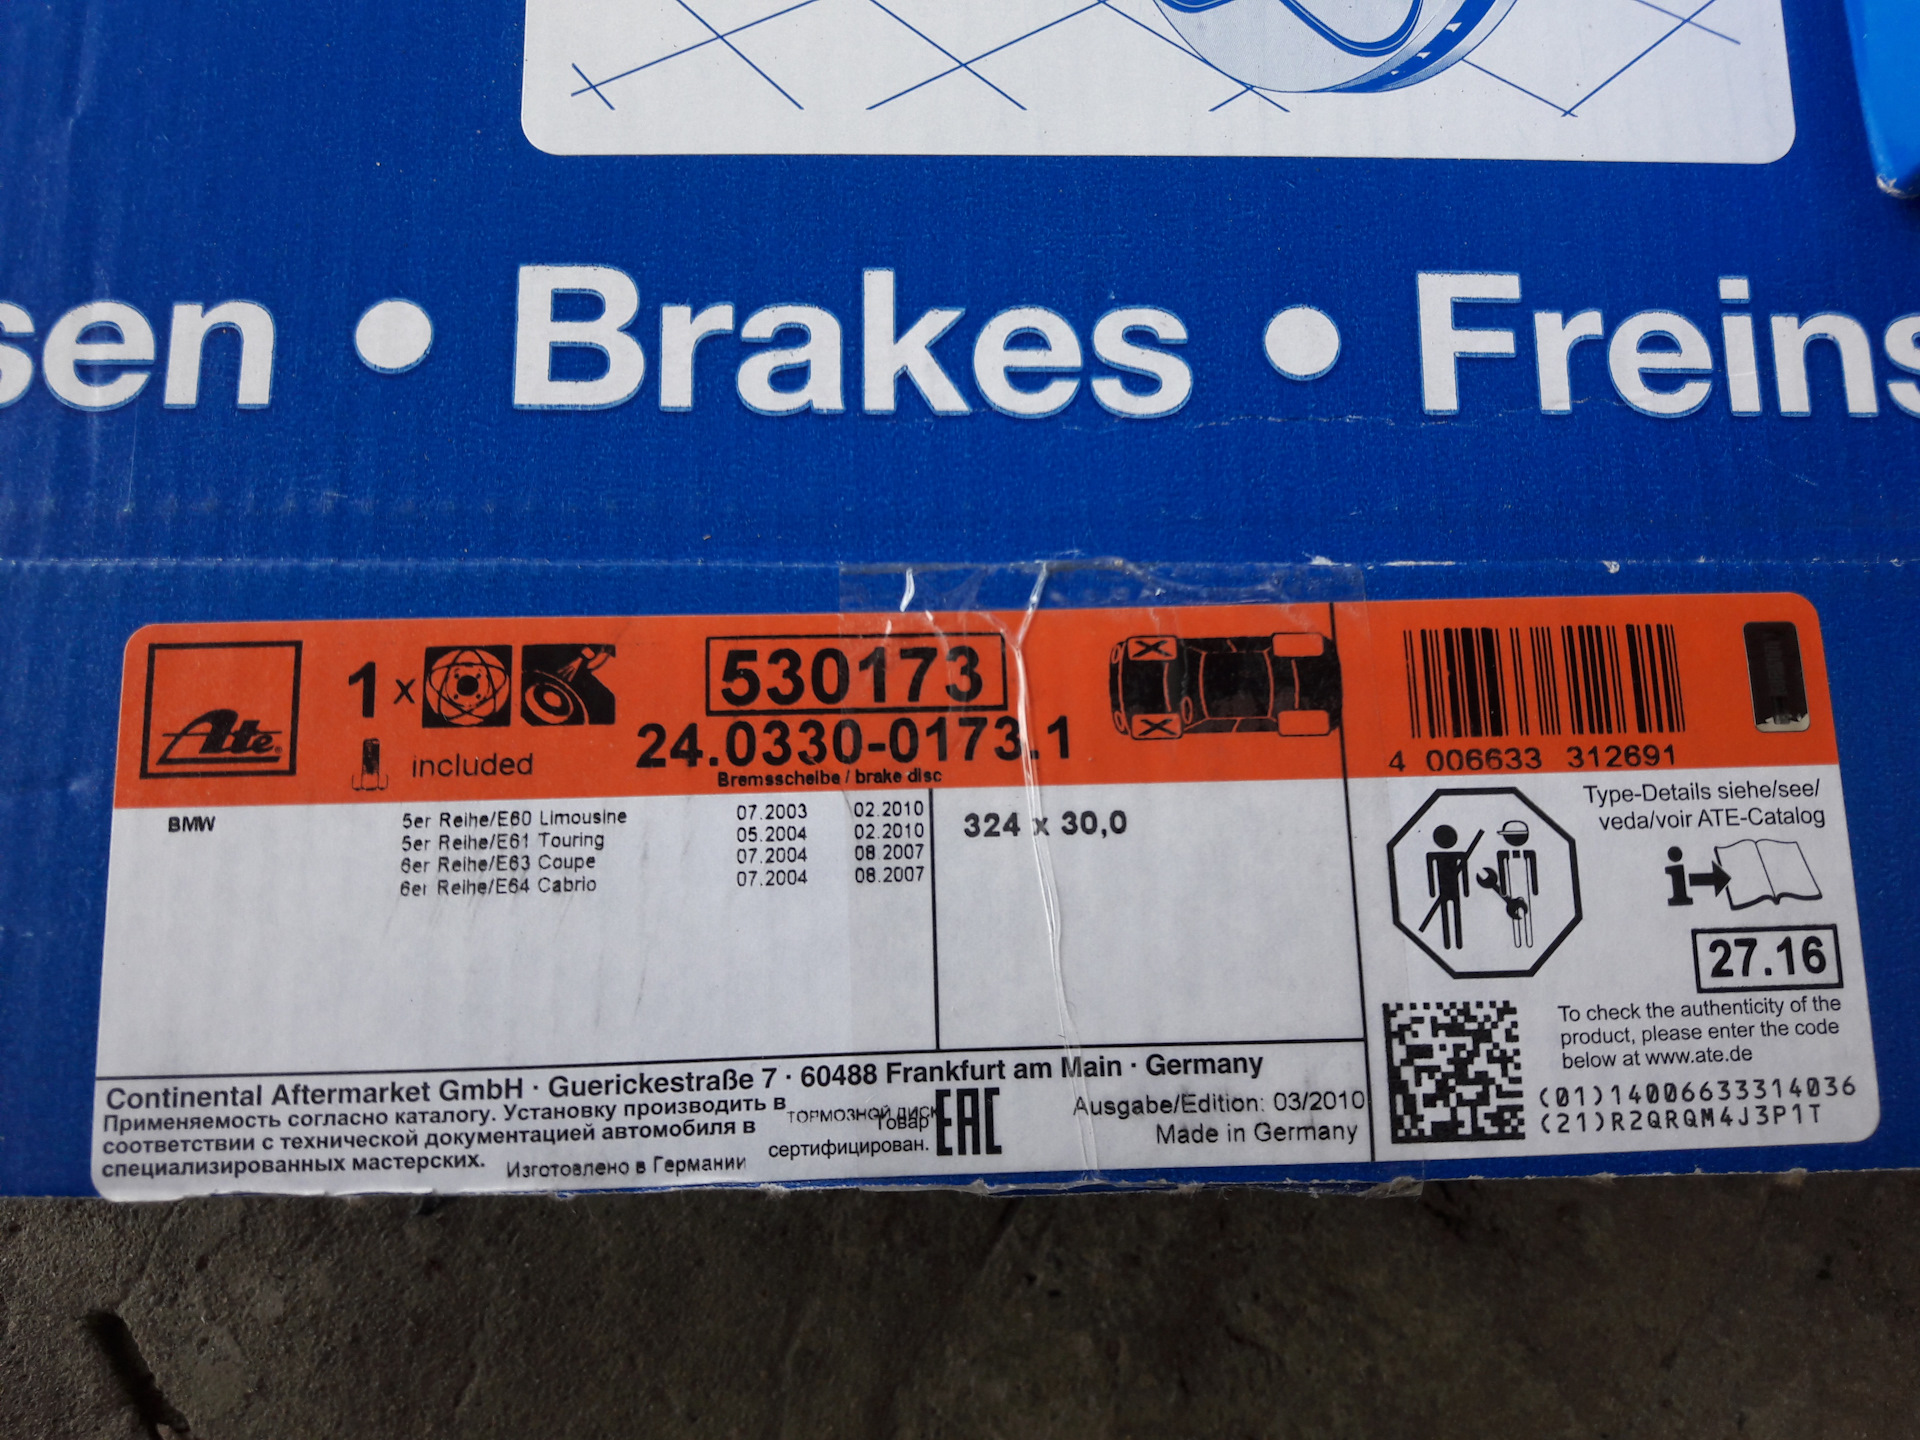 sen • Brakes • Freins
Ate
1 x
530173
24.0330-0173.1
included
Bremsscheibe / brake disc
4 006633 312691
BMW
5er Reihe/E60 Limousine 07.2003 02.2010
5er Reihe/E61 Touring 05.2004 02.2010
6er Reihe/E63 Coupe 07.2004 08.2007
6er Reihe/E64 Cabrio 07.2004 08.2007
324 x 30,0
Type-Details siehe/see/
veda/voir ATE-Catalog
i
27.16
To check the authenticity of the
product, please enter the code
below at www.ate.de
(01)14006633314036
(21)R2QRQM4J3P1T
Continental Aftermarket GmbH · Guerickestraße 7 · 60488 Frankfurt am Main · Germany
Применяемость согласно каталогу. Установку производить в
соответствии с технической документацией автомобиля в
специализированных мастерских.
Изготовлено в Германии
ТОРМОЗНОЙ ДИСК
Товар
сертифицирован.
EAC
Ausgabe/Edition: 03/2010
Made in Germany